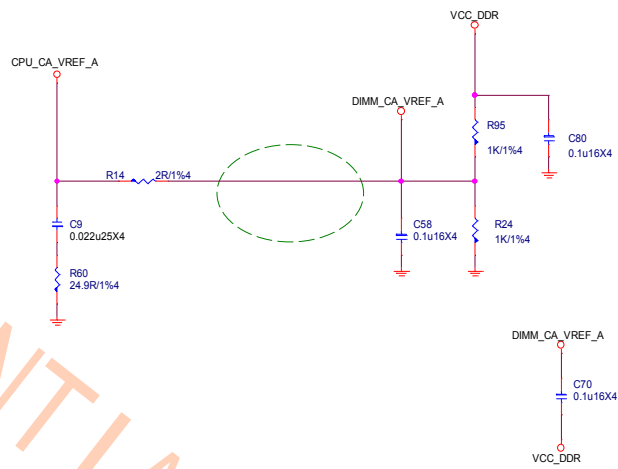 VCC_DDR
CPU_CA_VREF_A
DIMM_CA_VREF_A
R95
1K/1%4
C80
0.1u16X4
R14
2R/1%4
C9
0.022u25X4
C58
0.1u16X4
R24
1K/1%4
R60
24.9R/1%4
DIMM_CA_VREF_A
C70
0.1u16X4
VCC_DDR
NTIA